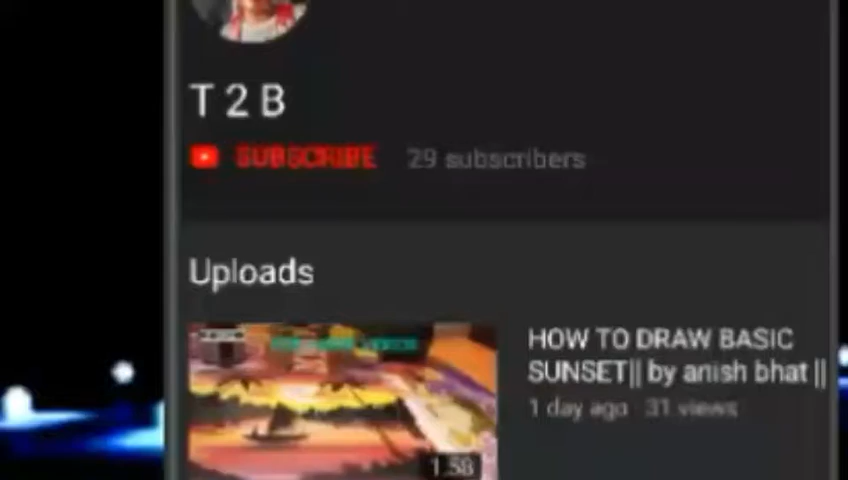 T 2 B
SUBSCRIBE 29 subscribers
Uploads
HOW TO DRAW BASIC
SUNSET|| by anish bhat ||
1 day ago 31 views
1:58